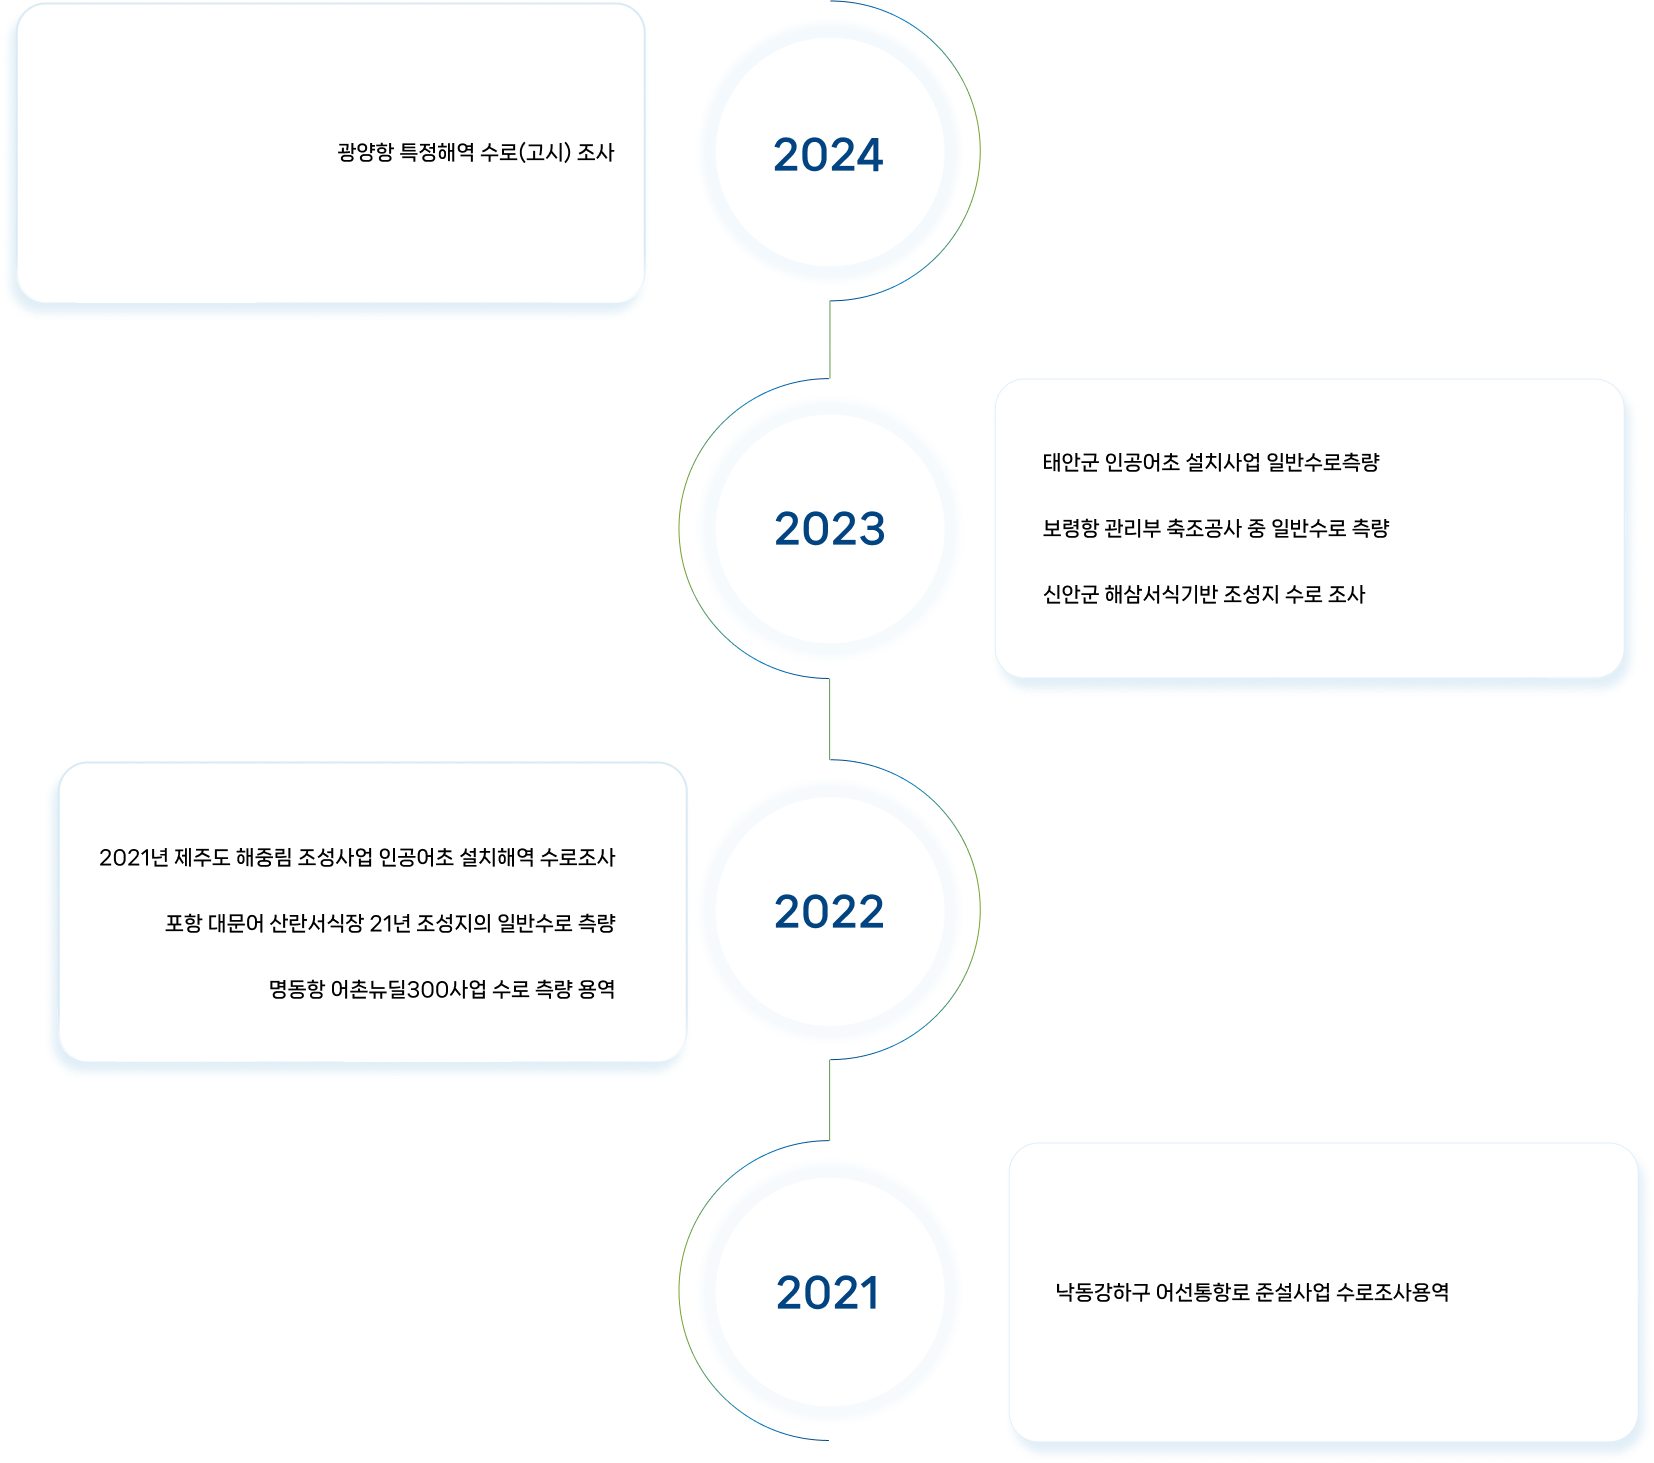 광양항 특정해역 수로(고시) 조사
2024
2023
태안군 인공어초 설치사업 일반수로측량
보령항 관리부 축조공사 중 일반수로 측량
신안군 해삼서식기반 조성지 수로 조사
2021년 제주도 해중림 조성사업 인공어초 설치해역 수로조사
포항 대문어 산란서식장 21년 조성지의 일반수로 측량
명동항 어촌뉴딜300사업 수로 측량 용역
2022
2021
낙동강하구 어선통항로 준설사업 수로조사용역